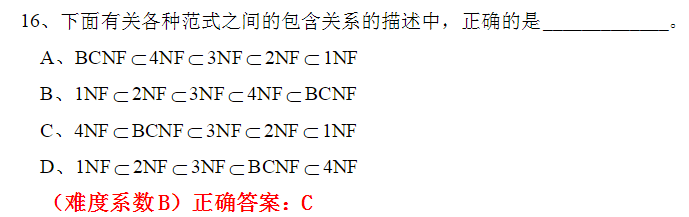 16、下面有关各种范式之间的包含关系的描述中，正确的是____________。
A、BCNF⊂4NF⊂3NF⊂2NF⊂1NF
B、1NF⊂2NF⊂3NF⊂4NF⊂BCNF
C、4NF⊂BCNF⊂3NF⊂2NF⊂1NF
D、1NF⊂2NF⊂3NF⊂BCNF⊂4NF
（难度系数B）正确答案：C